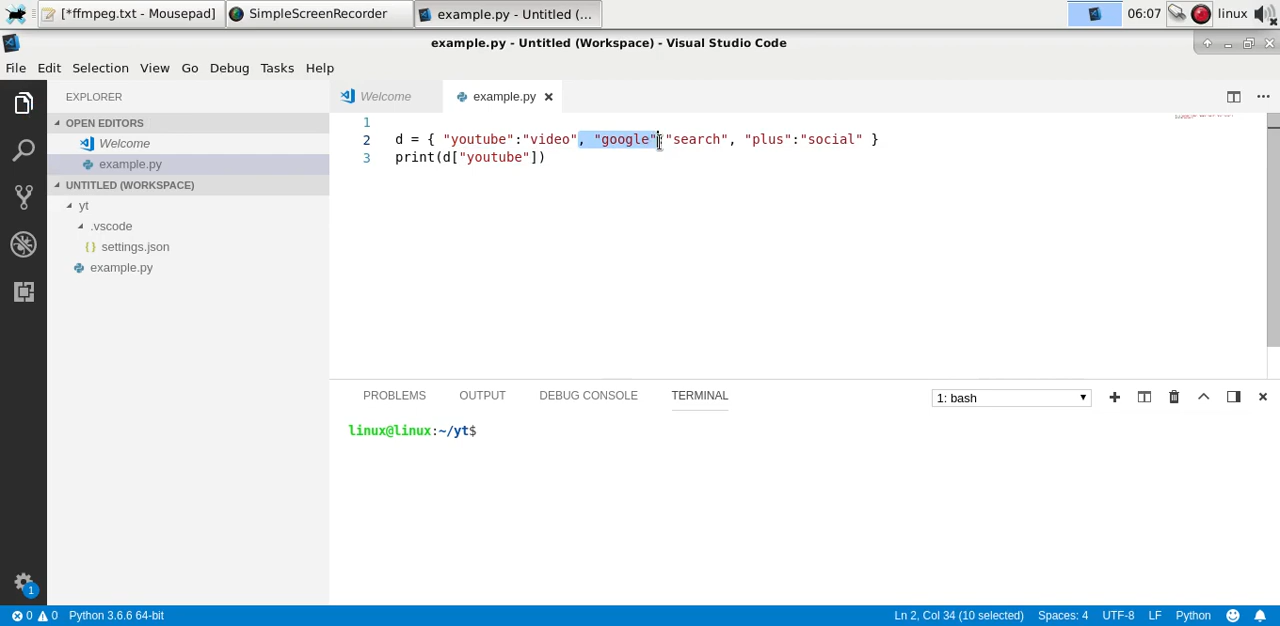 [*ffmpeg.txt - Mousepad]
SimpleScreenRecorder
example.py - Untitled (...
06:07
linux
example.py - Untitled (Workspace) - Visual Studio Code
File Edit Selection View Go Debug Tasks Help
EXPLORER
OPEN EDITORS
Welcome
example.py
UNTITLED (WORKSPACE)
yt
.vscode
settings.json
example.py
Welcome
example.py
1
2 d = { "youtube":"video", "google":"search", "plus":"social" }
3 print(d["youtube"])
PROBLEMS OUTPUT DEBUG CONSOLE TERMINAL
1: bash
linux@linux:~/yt$
1
0 0 Python 3.6.6 64-bit
Ln 2, Col 34 (10 selected) Spaces: 4 UTF-8 LF Python